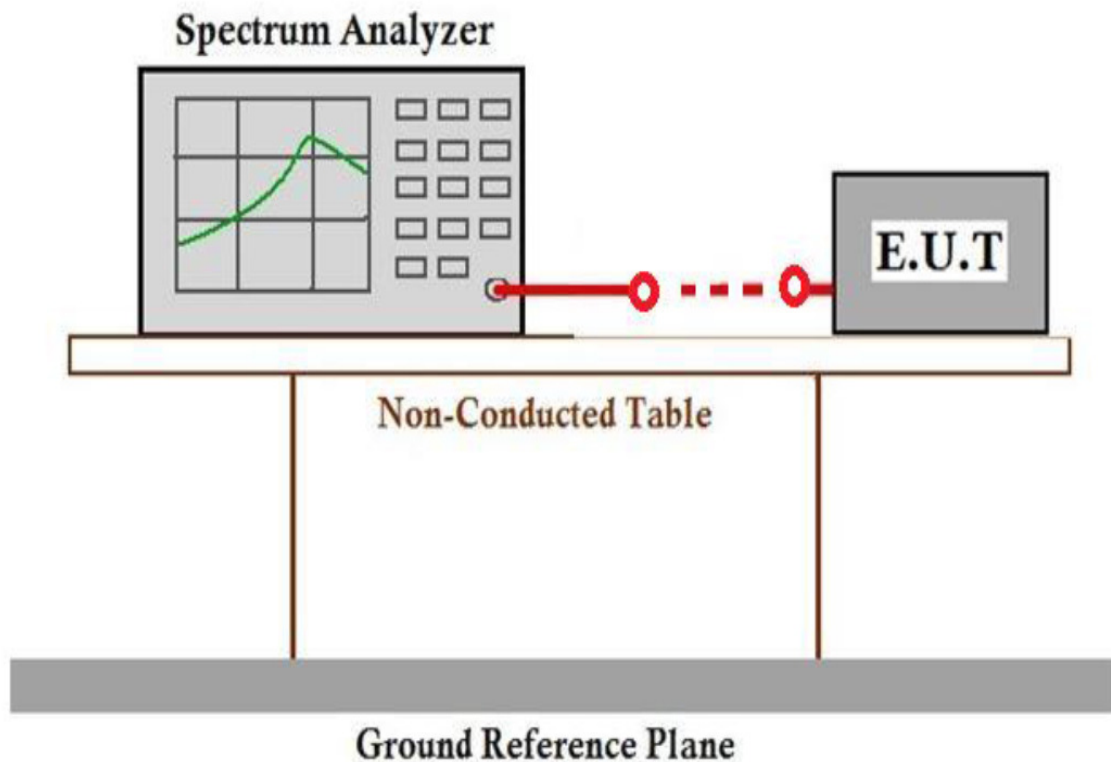 Spectrum Analyzer
E.U.T
Non-Conducted Table
Ground Reference Plane